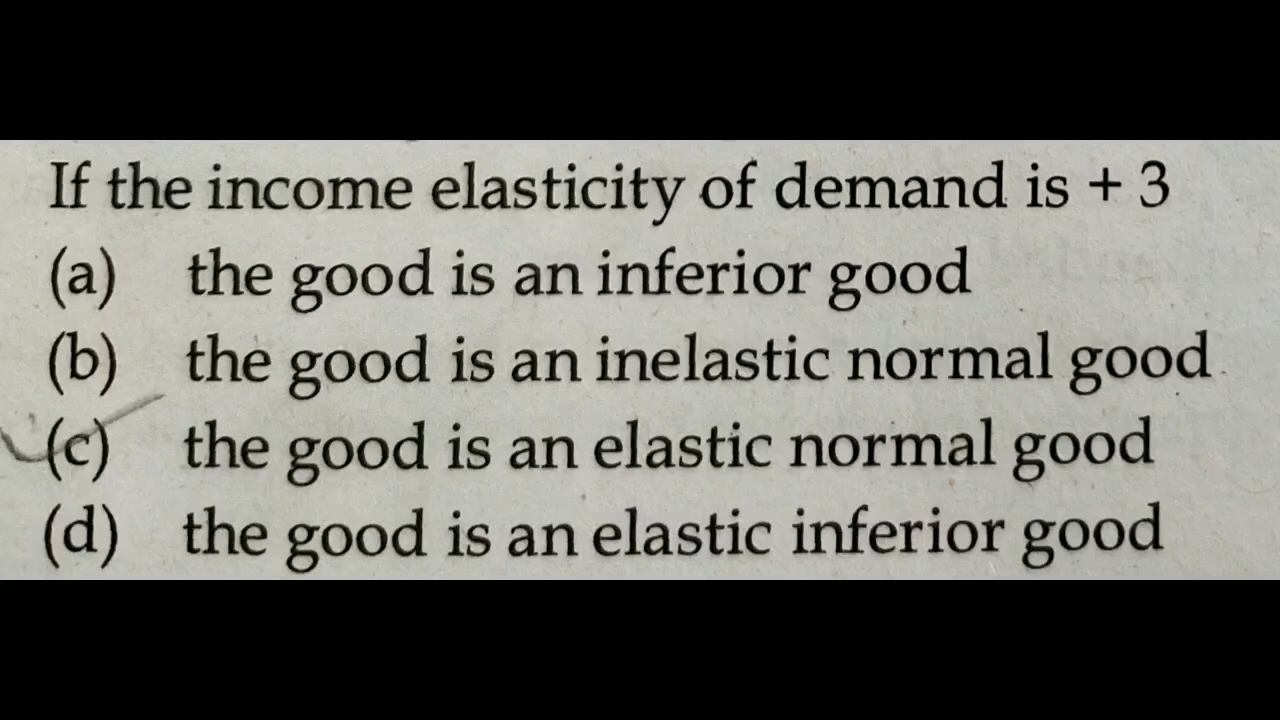 If the income elasticity of demand is + 3
(a) the good is an inferior good
(b) the good is an inelastic normal good
(c) the good is an elastic normal good
(d) the good is an elastic inferior good